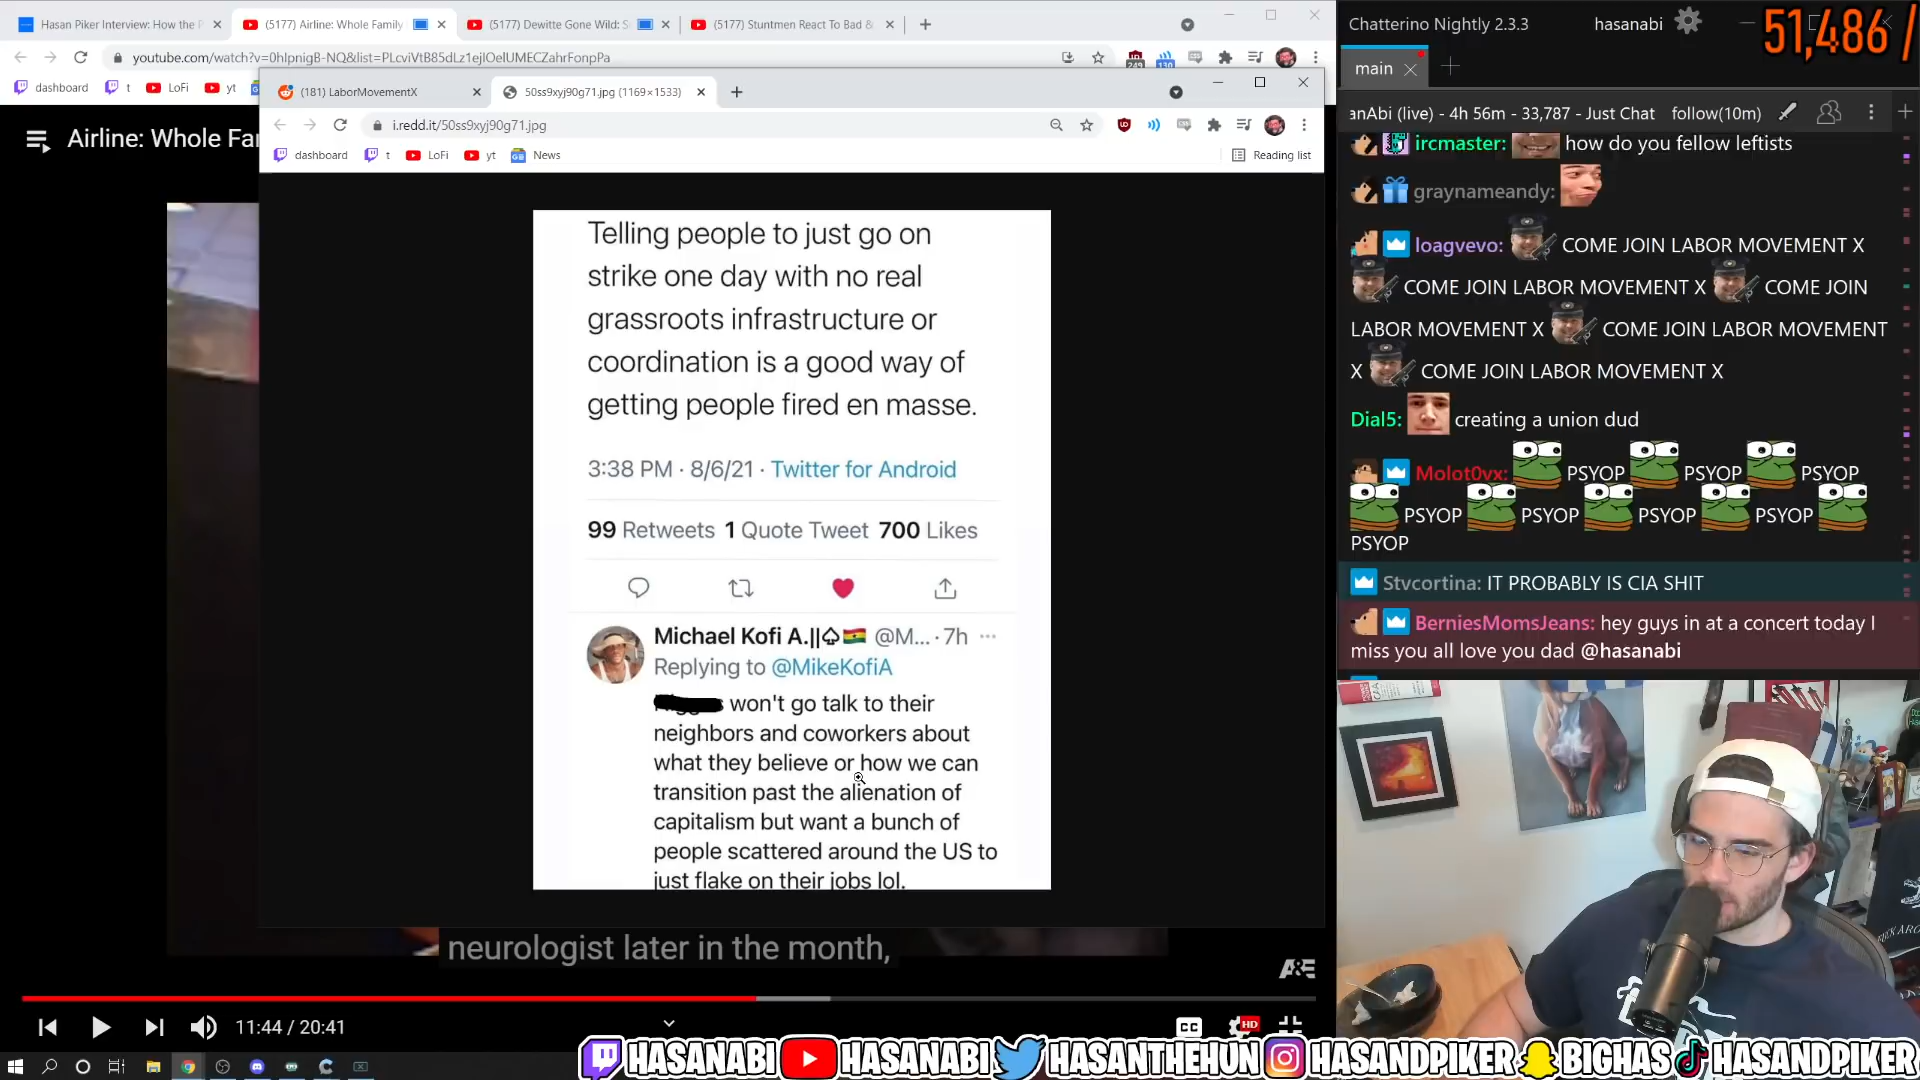 Hasan Piker Interview: How the P
(5177) Airline: Whole Family
(5177) Dewitte Gone Wild: S
(5177) Stuntmen React To Bad &
youtube.com/watch?v=0hlpnigB-NQ&list=PLcviVtB85dLz1ejlOelUMECZahrFonpPa
249
130
dashboard
t
LoFi
yt
(181) LaborMovementX
50ss9xyj90g71.jpg (1169×1533)
i.redd.it/50ss9xyj90g71.jpg
dashboard
t
LoFi
yt
News
Reading list
Airline: Whole Fa
Telling people to just go on
strike one day with no real
grassroots infrastructure or
coordination is a good way of
getting people fired en masse.
3:38 PM · 8/6/21 · Twitter for Android
99 Retweets 1 Quote Tweet 700 Likes
Michael Kofi A.||♤🇬🇭 @M... · 7h
Replying to @MikeKofiA
won't go talk to their
neighbors and coworkers about
what they believe or how we can
transition past the alienation of
capitalism but want a bunch of
people scattered around the US to
just flake on their jobs lol.
neurologist later in the month,
A&E
11:44 / 20:41
CC
HD
Chatterino Nightly 2.3.3
hasanabi
51,486 /
main
anAbi (live) - 4h 56m - 33,787 - Just Chat
follow(10m)
ircmaster: how do you fellow leftists
graynameandy:
loagvevo: COME JOIN LABOR MOVEMENT X
COME JOIN LABOR MOVEMENT X COME JOIN
LABOR MOVEMENT X COME JOIN LABOR MOVEMENT
X COME JOIN LABOR MOVEMENT X
Dial5: creating a union dud
Molot0vx: PSYOP PSYOP PSYOP
PSYOP PSYOP PSYOP PSYOP
PSYOP
Stvcortina: IT PROBABLY IS CIA SHIT
BerniesMomsJeans: hey guys in at a concert today I
miss you all love you dad @hasanabi
HASANABI HASANABI HASANTHEHUN HASANDPIKER BIGHAS HASANDPIKER